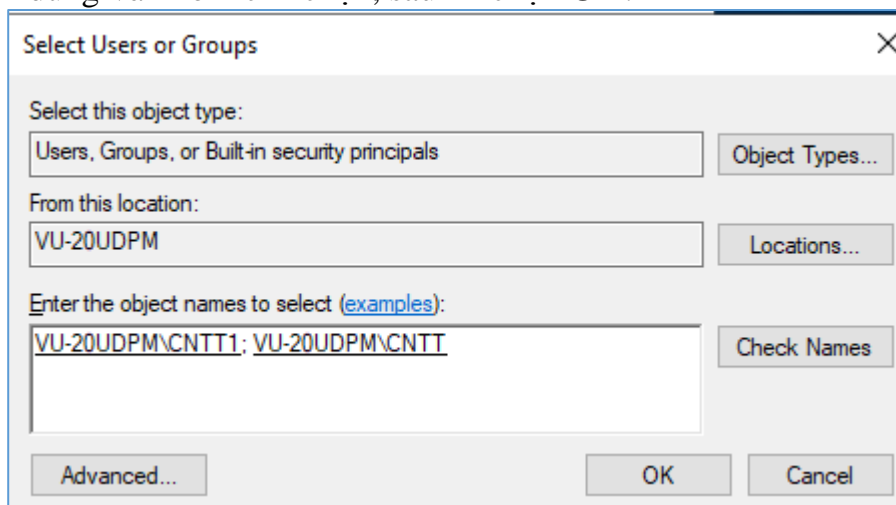 Select Users or Groups
Select this object type:
Users, Groups, or Built-in security principals
Object Types...
From this location:
VU-20UDPM
Locations...
Enter the object names to select (examples):
VU-20UDPM\CNTT1; VU-20UDPM\CNTT
Check Names
Advanced...
OK
Cancel